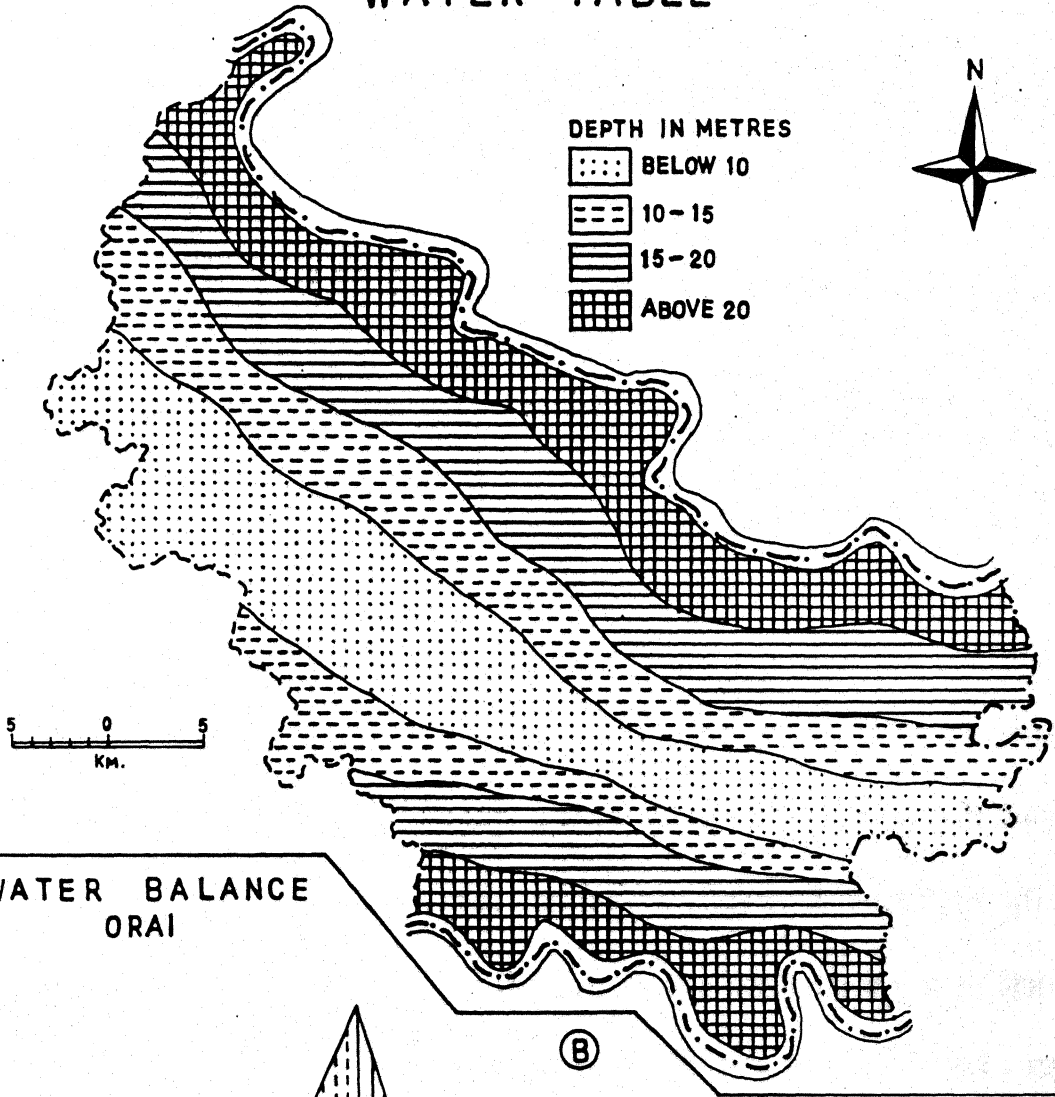 WATER TABLE
N
DEPTH IN METRES
BELOW 10
10-15
15-20
ABOVE 20
5 0 5
KM.
WATER BALANCE
ORAI
B